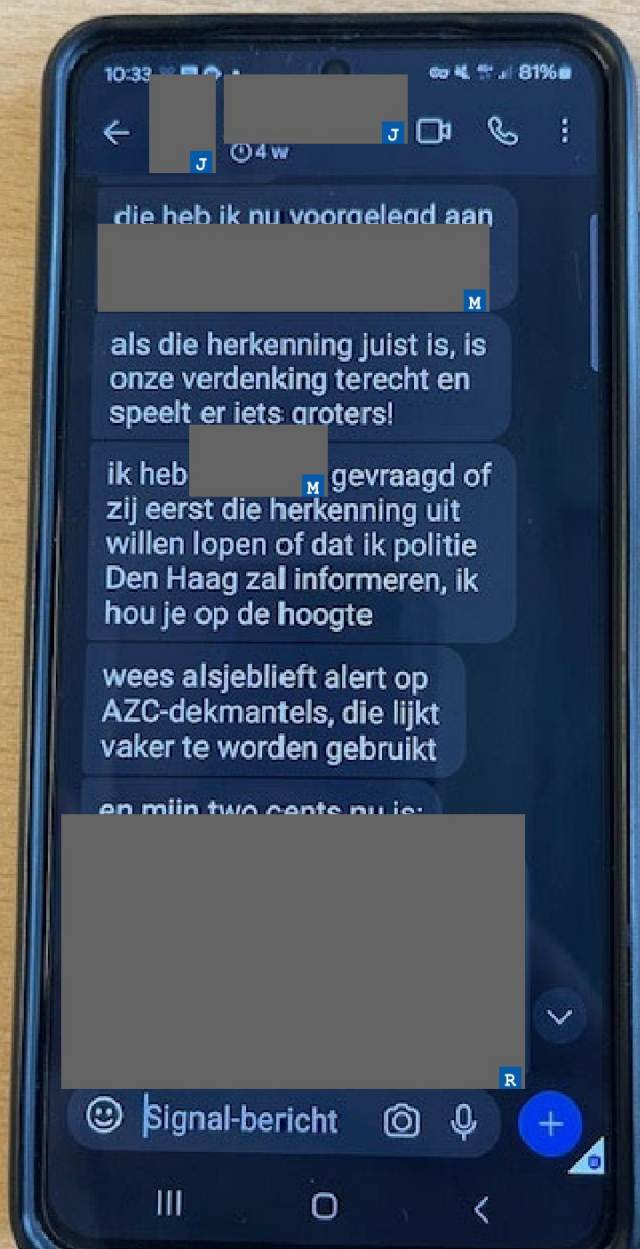 10:33
81%
J
J
4 w
die heb ik nu voorgelegd aan
M
als die herkenning juist is, is
onze verdenking terecht en
speelt er iets groters!
ik heb M gevraagd of
zij eerst die herkenning uit
willen lopen of dat ik politie
Den Haag zal informeren, ik
hou je op de hoogte
wees alsjeblieft alert op
AZC-dekmantels, die lijkt
vaker te worden gebruikt
en mijn two cents nu is:
R
Signal-bericht